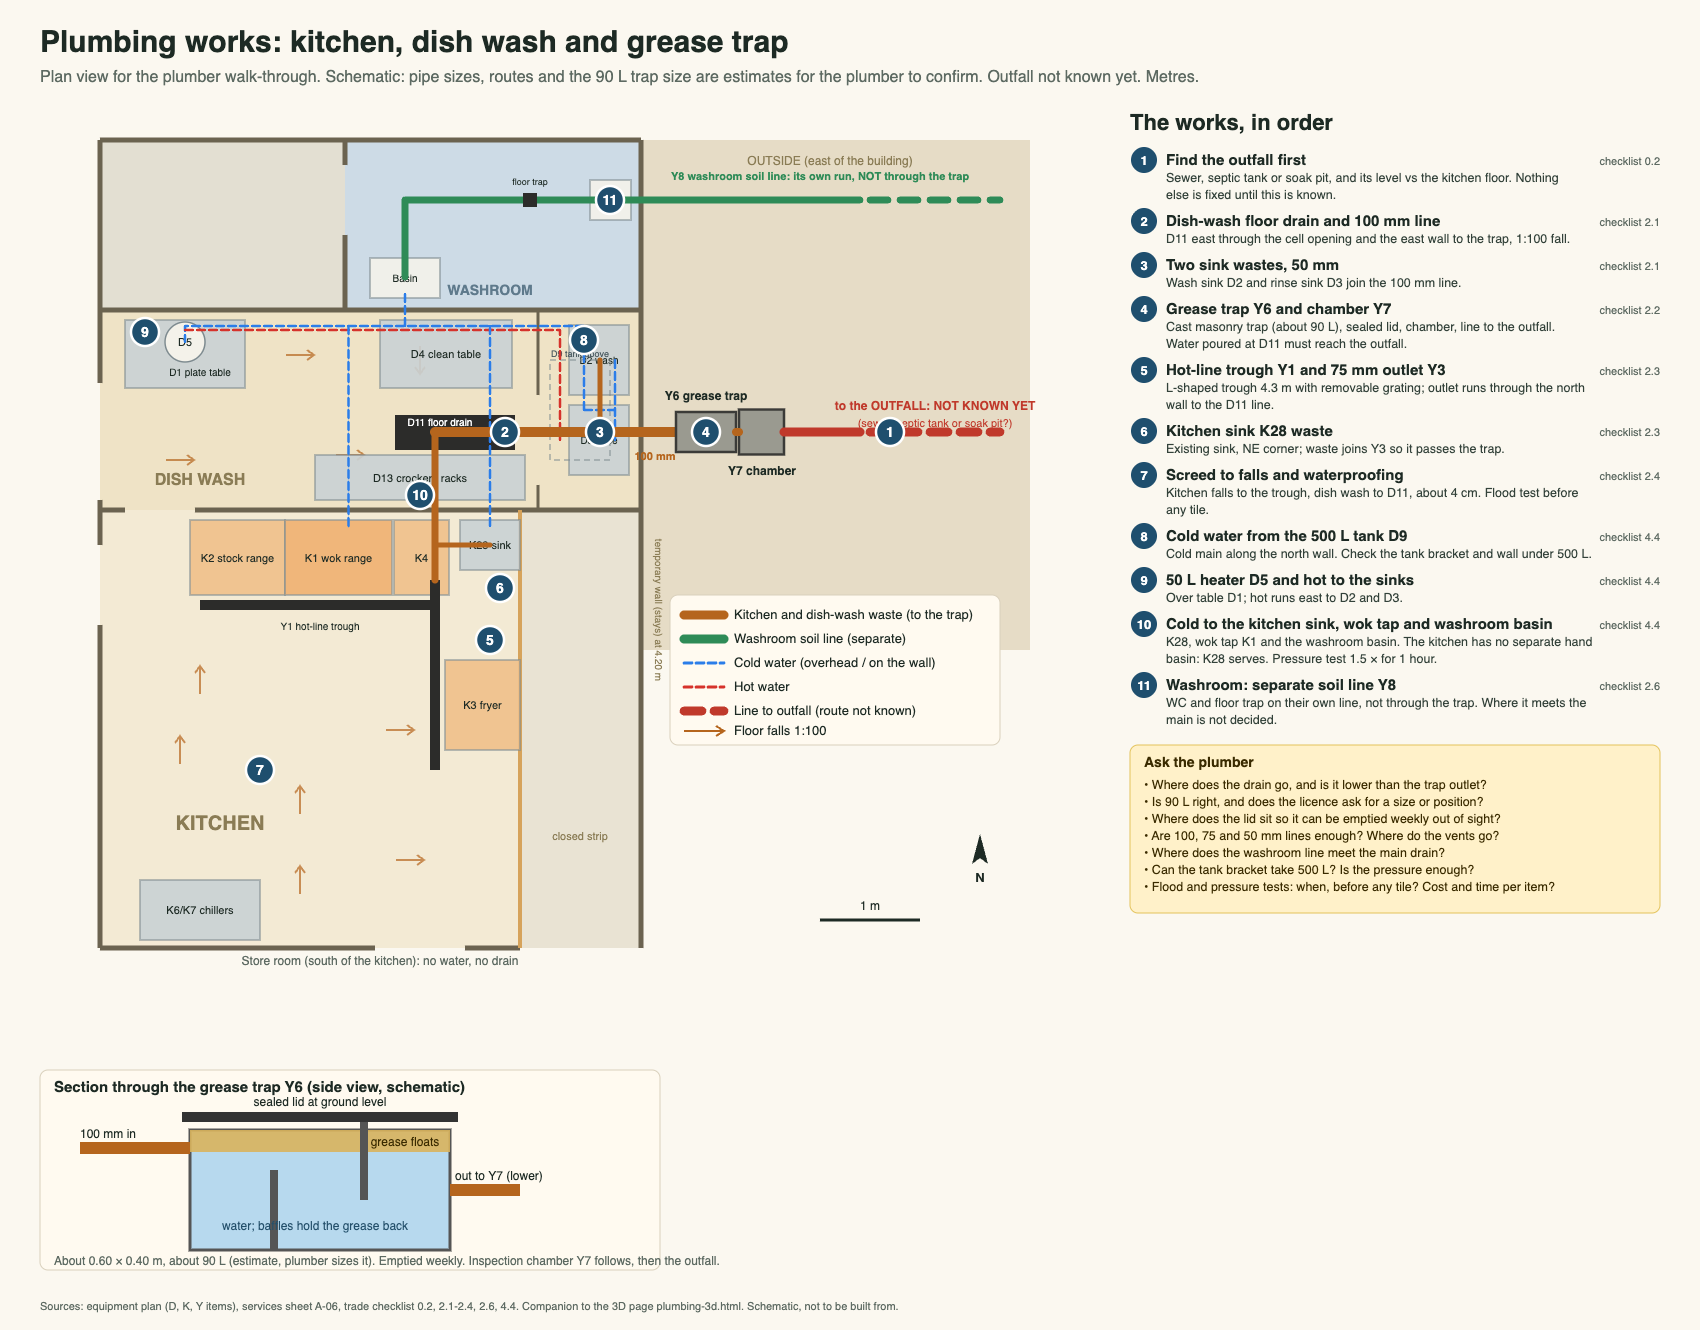 Plumbing works: kitchen, dish wash and grease trap
Plan view for the plumber walk-through. Schematic: pipe sizes, routes and the 90 L trap size are estimates for the plumber to confirm. Outfall not known yet. Metres.
OUTSIDE (east of the building)
Y8 washroom soil line: its own run, NOT through the trap
floor trap
11
Basin
WASHROOM
9
D5
D1 plate table
D4 clean table
8
D9 tank above
D2 wash
D11 floor drain
2
3
100 mm
Y6 grease trap
4
Y7 chamber
to the OUTFALL: NOT KNOWN YET
(sewer, septic tank or soak pit?)
1
DISH WASH
D13 crockery racks
10
K2 stock range
K1 wok range
K4
K28 sink
6
Y1 hot-line trough
5
K3 fryer
temporary wall (stays) at 4.20 m
7
KITCHEN
closed strip
K6/K7 chillers
Store room (south of the kitchen): no water, no drain
Kitchen and dish-wash waste (to the trap)
Washroom soil line (separate)
Cold water (overhead / on the wall)
Hot water
Line to outfall (route not known)
Floor falls 1:100
N
1 m
The works, in order
1 Find the outfall first checklist 0.2
Sewer, septic tank or soak pit, and its level vs the kitchen floor. Nothing
else is fixed until this is known.
2 Dish-wash floor drain and 100 mm line checklist 2.1
D11 east through the cell opening and the east wall to the trap, 1:100 fall.
3 Two sink wastes, 50 mm checklist 2.1
Wash sink D2 and rinse sink D3 join the 100 mm line.
4 Grease trap Y6 and chamber Y7 checklist 2.2
Cast masonry trap (about 90 L), sealed lid, chamber, line to the outfall.
Water poured at D11 must reach the outfall.
5 Hot-line trough Y1 and 75 mm outlet Y3 checklist 2.3
L-shaped trough 4.3 m with removable grating; outlet runs through the north
wall to the D11 line.
6 Kitchen sink K28 waste checklist 2.3
Existing sink, NE corner; waste joins Y3 so it passes the trap.
7 Screed to falls and waterproofing checklist 2.4
Kitchen falls to the trough, dish wash to D11, about 4 cm. Flood test before
any tile.
8 Cold water from the 500 L tank D9 checklist 4.4
Cold main along the north wall. Check the tank bracket and wall under 500 L.
9 50 L heater D5 and hot to the sinks checklist 4.4
Over table D1; hot runs east to D2 and D3.
10 Cold to the kitchen sink, wok tap and washroom basin checklist 4.4
K28, wok tap K1 and the washroom basin. The kitchen has no separate hand
basin: K28 serves. Pressure test 1.5 × for 1 hour.
11 Washroom: separate soil line Y8 checklist 2.6
WC and floor trap on their own line, not through the trap. Where it meets the
main is not decided.
Ask the plumber
• Where does the drain go, and is it lower than the trap outlet?
• Is 90 L right, and does the licence ask for a size or position?
• Where does the lid sit so it can be emptied weekly out of sight?
• Are 100, 75 and 50 mm lines enough? Where do the vents go?
• Where does the washroom line meet the main drain?
• Can the tank bracket take 500 L? Is the pressure enough?
• Flood and pressure tests: when, before any tile? Cost and time per item?
Section through the grease trap Y6 (side view, schematic)
sealed lid at ground level
100 mm in
grease floats
out to Y7 (lower)
water; baffles hold the grease back
About 0.60 × 0.40 m, about 90 L (estimate, plumber sizes it). Emptied weekly. Inspection chamber Y7 follows, then the outfall.
Sources: equipment plan (D, K, Y items), services sheet A-06, trade checklist 0.2, 2.1-2.4, 2.6, 4.4. Companion to the 3D page plumbing-3d.html. Schematic, not to be built from.